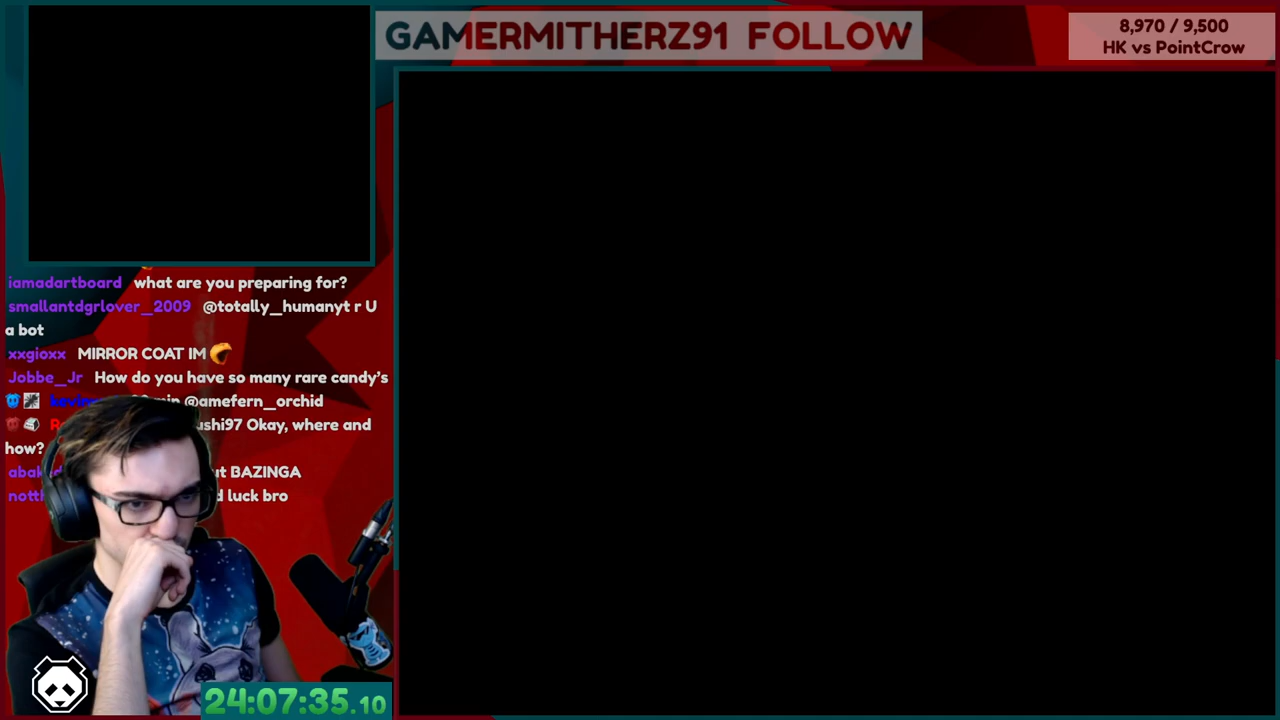 GAMERMITHERZ91 FOLLOW
8,970 / 9,500
HK vs PointCrow
iamadartboard what are you preparing for?
smallantdgrlover_2009 @totally_humanyt r U
a bot
xxgioxx MIRROR COAT IM
Jobbe_Jr How do you have so many rare candy's
min @amefern_orchid
ushi97 Okay, where and
how?
BAZINGA
luck bro
24:07:35.10